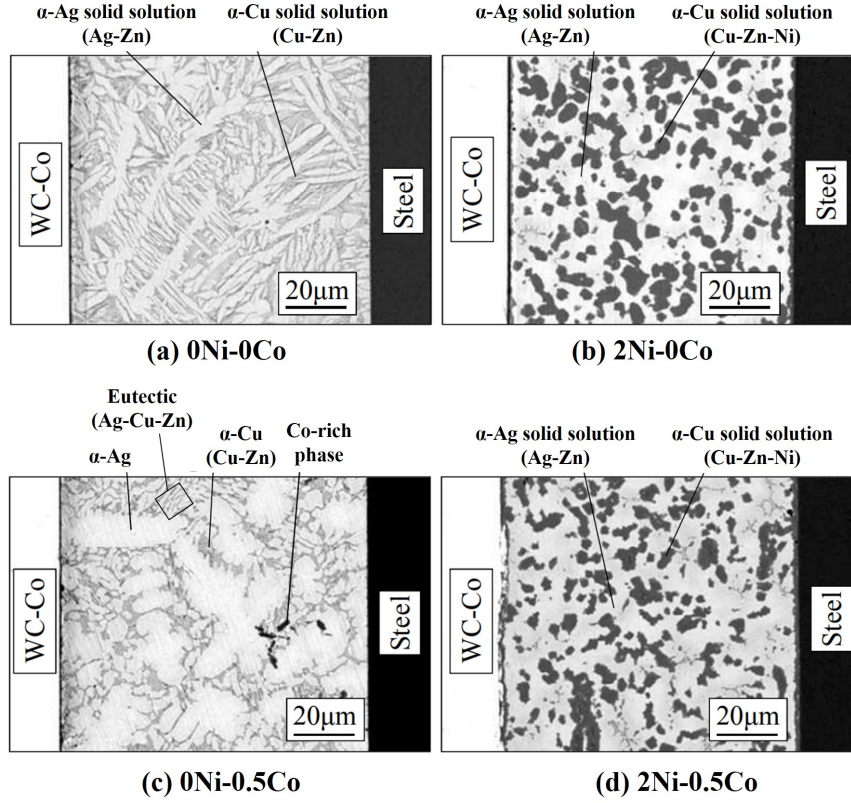 α-Ag solid solution
(Ag-Zn)
α-Cu solid solution
(Cu-Zn)
WC-Co
Steel
20μm
(a) 0Ni-0Co
α-Ag solid solution
(Ag-Zn)
α-Cu solid solution
(Cu-Zn-Ni)
WC-Co
Steel
20μm
(b) 2Ni-0Co
Eutectic
(Ag-Cu-Zn)
α-Ag
α-Cu
(Cu-Zn)
Co-rich
phase
WC-Co
Steel
20μm
(c) 0Ni-0.5Co
α-Ag solid solution
(Ag-Zn)
α-Cu solid solution
(Cu-Zn-Ni)
WC-Co
Steel
20μm
(d) 2Ni-0.5Co